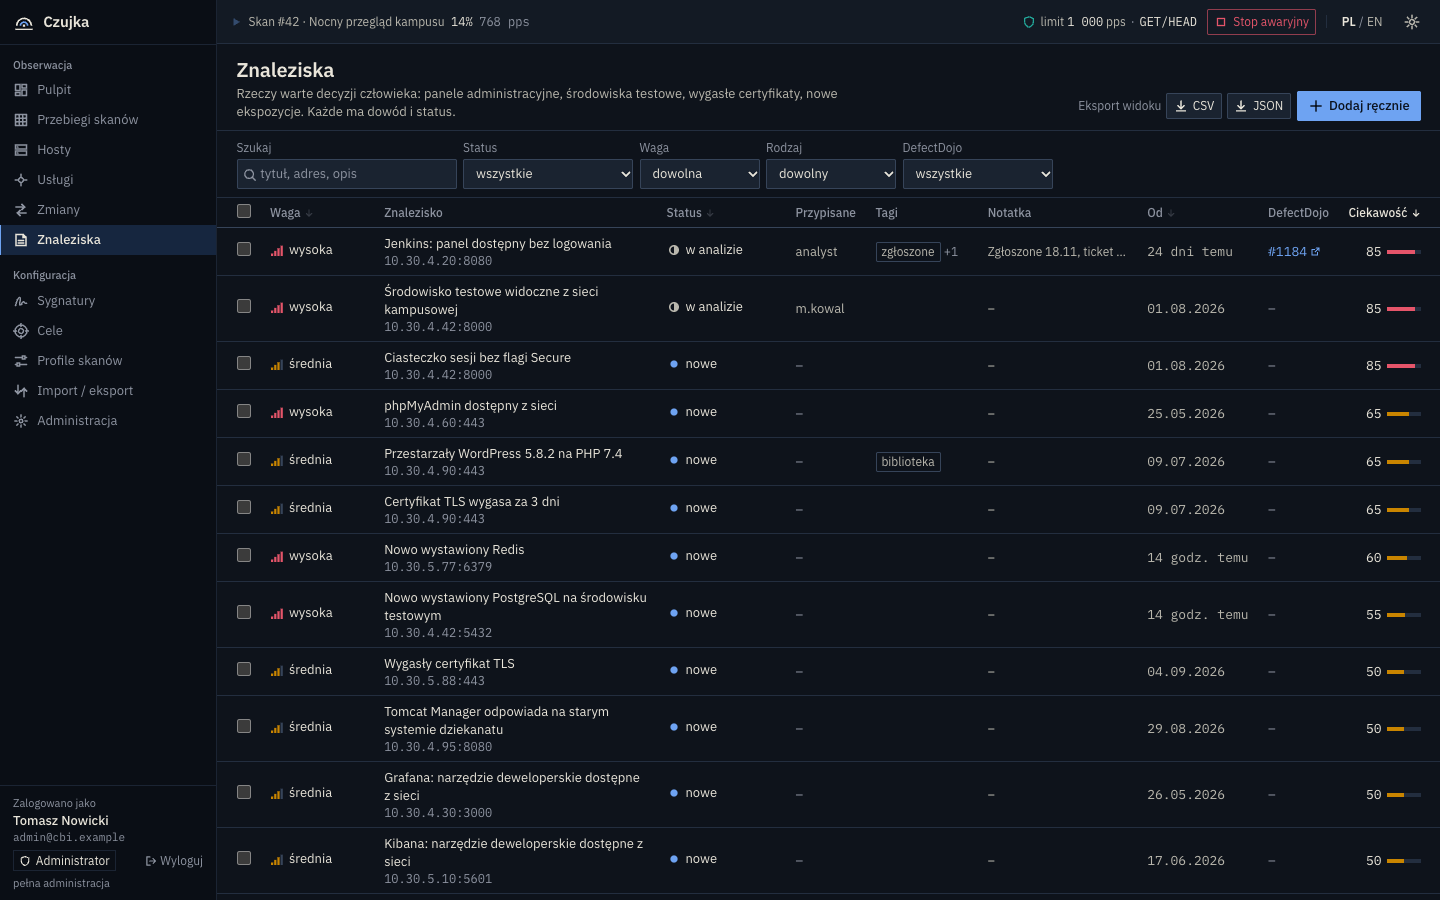 Czujka
Skan #42 · Nocny przegląd kampusu 14% 768 pps
limit 1 000 pps · GET/HEAD
Stop awaryjny
PL / EN
Obserwacja
Pulpit
Przebiegi skanów
Hosty
Usługi
Zmiany
Znaleziska
Konfiguracja
Sygnatury
Cele
Profile skanów
Import / eksport
Administracja
Zalogowano jako
Tomasz Nowicki
admin@cbi.example
Administrator
Wyloguj
pełna administracja
Znaleziska
Rzeczy warte decyzji człowieka: panele administracyjne, środowiska testowe, wygasłe certyfikaty, nowe
ekspozycje. Każde ma dowód i status.
Eksport widoku CSV JSON + Dodaj ręcznie
Szukaj Status Waga Rodzaj DefectDojo
tytuł, adres, opis wszystkie dowolna dowolny wszystkie
Waga ↓ Znalezisko Status ↓ Przypisane Tagi Notatka Od ↓ DefectDojo Ciekawość ↓
wysoka Jenkins: panel dostępny bez logowania w analizie analyst zgłoszone +1 Zgłoszone 18.11, ticket ... 24 dni temu #1184 85
10.30.4.20:8080
wysoka Środowisko testowe widoczne z sieci w analizie m.kowal – 01.08.2026 – 85
kampusowej
10.30.4.42:8000
średnia Ciasteczko sesji bez flagi Secure nowe – – 01.08.2026 – 85
10.30.4.42:8000
wysoka phpMyAdmin dostępny z sieci nowe – – 25.05.2026 – 65
10.30.4.60:443
średnia Przestarzały WordPress 5.8.2 na PHP 7.4 nowe – biblioteka – 09.07.2026 – 65
10.30.4.90:443
średnia Certyfikat TLS wygasa za 3 dni nowe – – 09.07.2026 – 65
10.30.4.90:443
wysoka Nowo wystawiony Redis nowe – – 14 godz. temu – 60
10.30.5.77:6379
wysoka Nowo wystawiony PostgreSQL na środowisku nowe – – 14 godz. temu – 55
testowym
10.30.4.42:5432
średnia Wygasły certyfikat TLS nowe – – 04.09.2026 – 50
10.30.5.88:443
średnia Tomcat Manager odpowiada na starym nowe – – 29.08.2026 – 50
systemie dziekanatu
10.30.4.95:8080
średnia Grafana: narzędzie deweloperskie dostępne nowe – – 26.05.2026 – 50
z sieci
10.30.4.30:3000
średnia Kibana: narzędzie deweloperskie dostępne z nowe – – 17.06.2026 – 50
sieci
10.30.5.10:5601